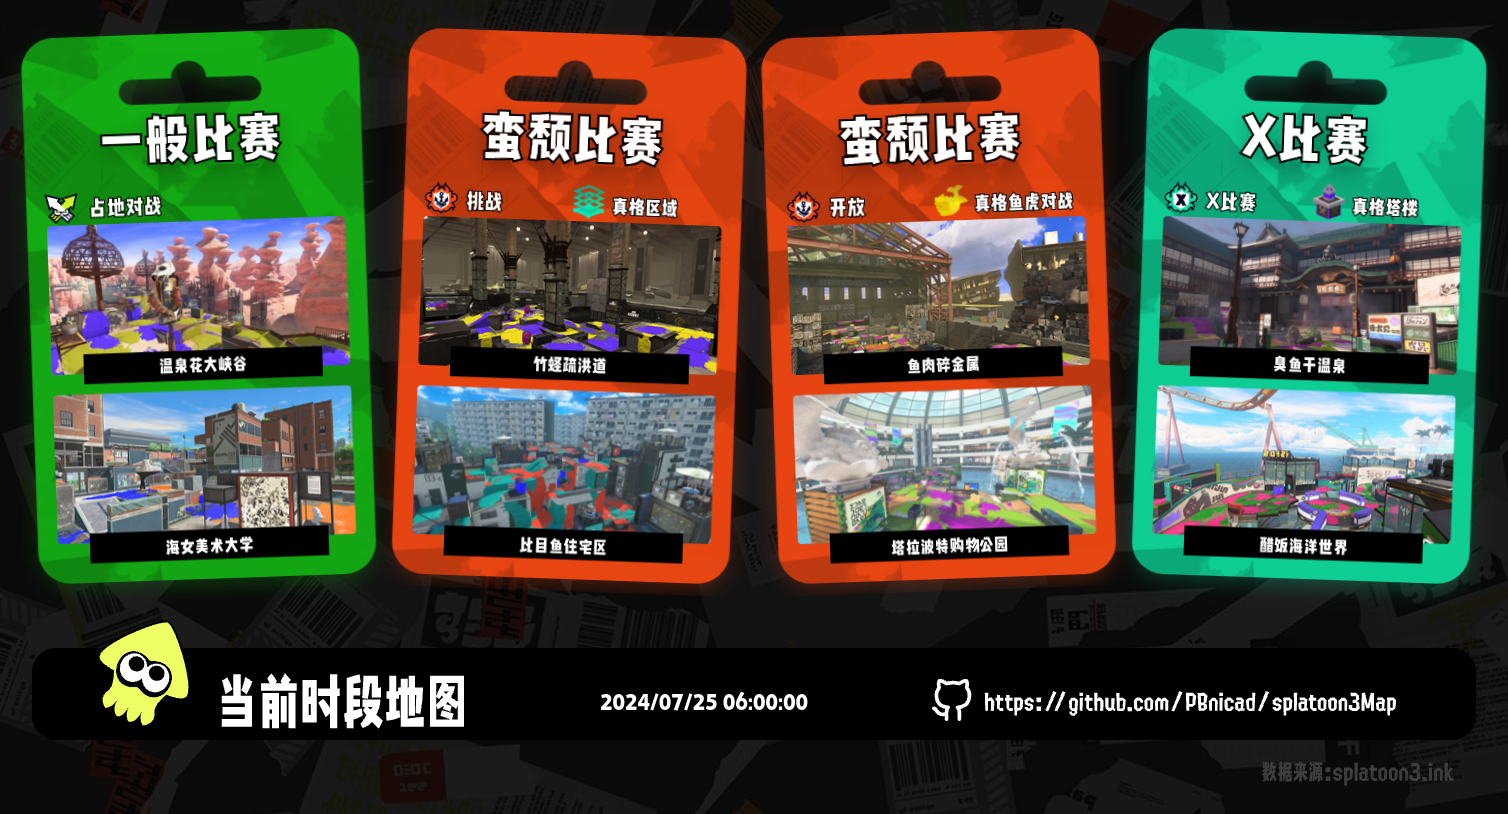 一般比赛
占地对战
温泉花大峡谷
海女美术大学
蛮颓比赛
挑战
真格区域
竹蛏疏洪道
比目鱼住宅区
蛮颓比赛
开放
真格鱼虎对战
鱼肉碎金属
塔拉波特购物公园
X比赛
X比赛
真格塔楼
臭鱼干温泉
醋饭海洋世界
当前时段地图
2024/07/25 06:00:00
https://github.com/PBnicad/splatoon3Map
数据来源:splatoon3.ink